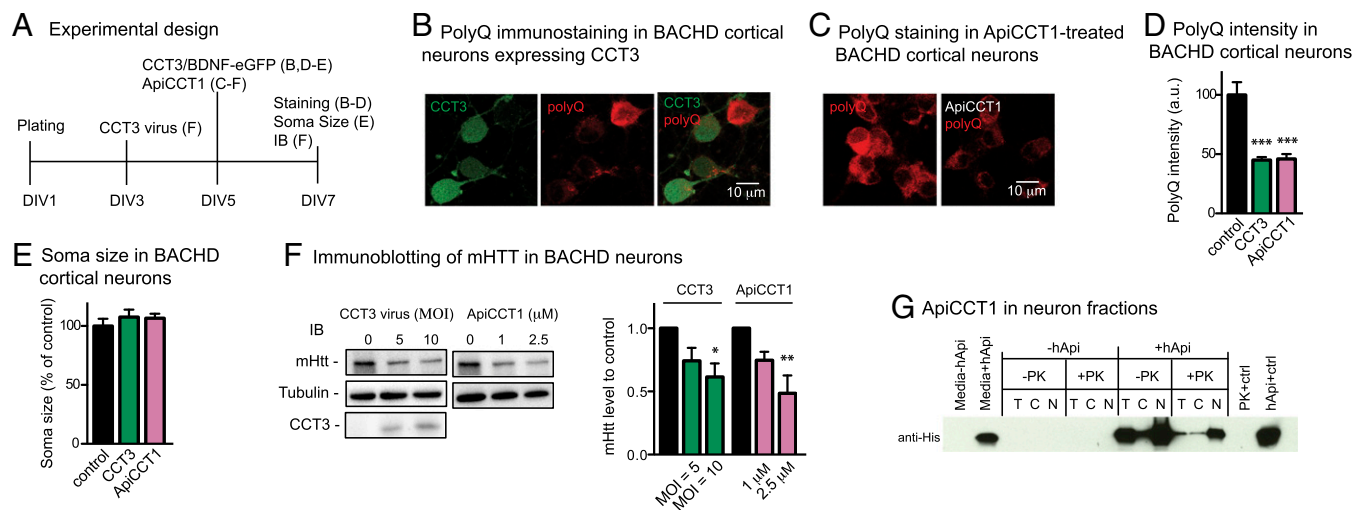 A Experimental design
CCT3/BDNF-eGFP (B,D-E)
ApiCCT1 (C-F)
Staining (B-D)
Soma Size (E)
IB (F)
Plating
CCT3 virus (F)
DIV1 DIV3 DIV5 DIV7
B PolyQ immunostaining in BACHD cortical
neurons expressing CCT3
CCT3 polyQ CCT3
polyQ
10 µm
C PolyQ staining in ApiCCT1-treated
BACHD cortical neurons
polyQ ApiCCT1
polyQ
10 µm
D PolyQ intensity in
BACHD cortical neurons
PolyQ intensity (a.u.)
100
50
0
*** ***
control CCT3 ApiCCT1
E Soma size in BACHD
cortical neurons
Soma size (% of control)
100
50
0
control CCT3 ApiCCT1
F Immunoblotting of mHTT in BACHD neurons
CCT3 virus (MOI) ApiCCT1 (µM)
IB 0 5 10 0 1 2.5
mHtt -
Tubulin -
CCT3 -
CCT3 ApiCCT1
mHtt level to control
1.0
0.5
0.0
* **
MOI = 5 MOI = 10 1 µM 2.5 µM
G ApiCCT1 in neuron fractions
Media-hApi Media+hApi -hApi +hApi PK+ctrl hApi+ctrl
-PK +PK -PK +PK
T C N T C N T C N T C N
anti-His